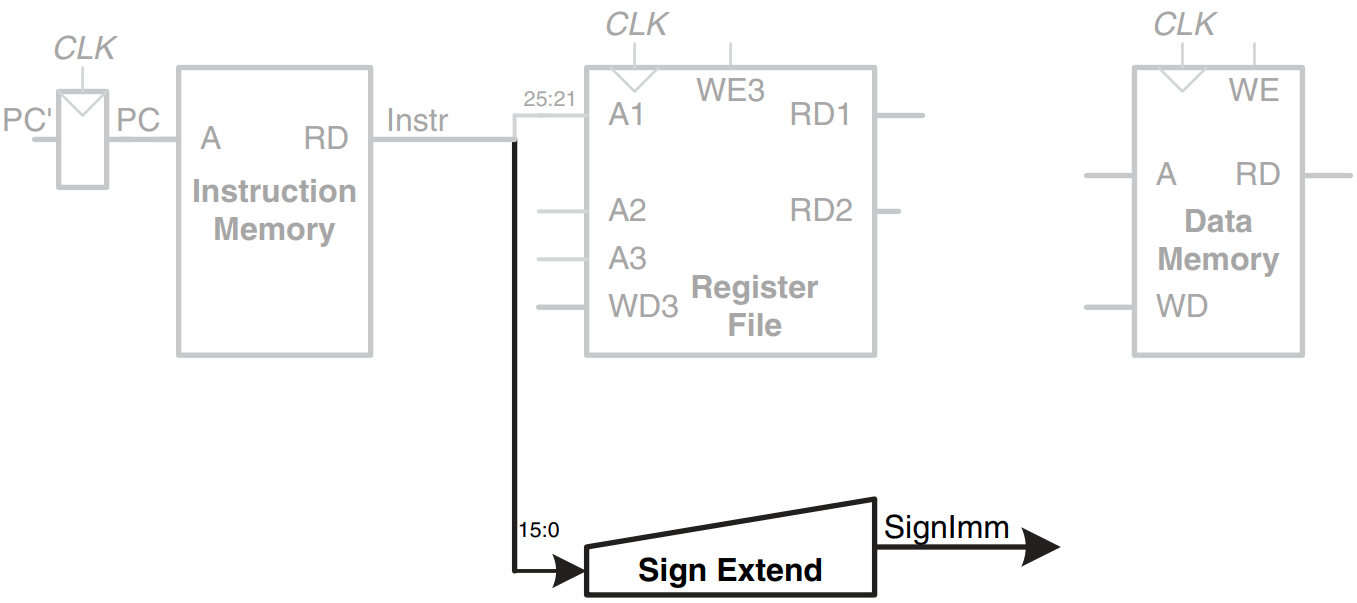 CLK
CLK
CLK
PC'
PC
A
RD
Instruction
Memory
Instr
25:21
A1
WE3
RD1
A2
RD2
A3
WD3
Register
File
WE
A
RD
Data
Memory
WD
15:0
Sign Extend
SignImm